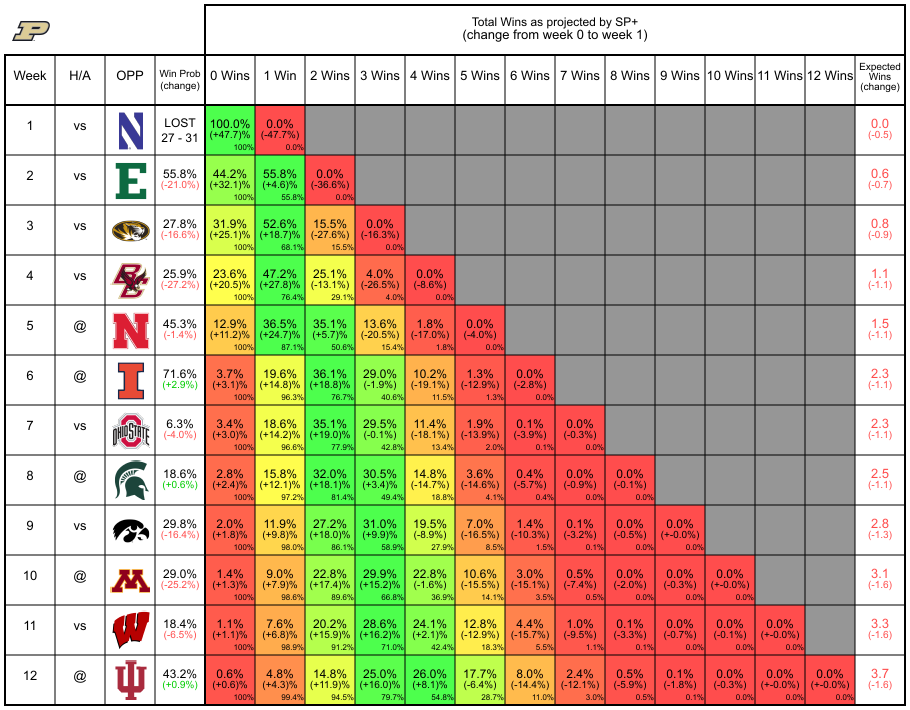 P
Total Wins as projected by SP+
(change from week 0 to week 1)
Week H/A OPP Win Prob (change) 0 Wins 1 Win 2 Wins 3 Wins 4 Wins 5 Wins 6 Wins 7 Wins 8 Wins 9 Wins 10 Wins 11 Wins 12 Wins Expected Wins (change)
1 vs N LOST 27 - 31 100.0% (+47.7)% 100% 0.0% (-47.7%) 0.0% 0.0 (-0.5)
2 vs E 55.8% (-21.0%) 44.2% (+32.1)% 100% 55.8% (+4.6)% 55.8% 0.0% (-36.6%) 0.0% 0.6 (-0.7)
3 vs 27.8% (-16.6%) 31.9% (+25.1)% 100% 52.6% (+18.7)% 68.1% 15.5% (-27.6%) 15.5% 0.0% (-16.3%) 0.0% 0.8 (-0.9)
4 vs BC 25.9% (-27.2%) 23.6% (+20.5)% 100% 47.2% (+27.8)% 76.4% 25.1% (-13.1%) 29.1% 4.0% (-26.5%) 4.0% 0.0% (-8.6%) 0.0% 1.1 (-1.1)
5 @ N 45.3% (-1.4%) 12.9% (+11.2)% 100% 36.5% (+24.7)% 87.1% 35.1% (+5.7)% 50.6% 13.6% (-20.5%) 15.4% 1.8% (-17.0%) 1.8% 0.0% (-4.0%) 0.0% 1.5 (-1.1)
6 @ I 71.6% (+2.9%) 3.7% (+3.1)% 100% 19.6% (+14.8)% 96.3% 36.1% (+18.8)% 76.7% 29.0% (-1.9%) 40.6% 10.2% (-19.1%) 11.5% 1.3% (-12.9%) 1.3% 0.0% (-2.8%) 0.0% 2.3 (-1.1)
7 vs OHIO STATE 6.3% (-4.0%) 3.4% (+3.0)% 100% 18.6% (+14.2)% 96.6% 35.1% (+19.0)% 77.9% 29.5% (-0.1%) 42.8% 11.4% (-18.1%) 13.4% 1.9% (-13.9%) 2.0% 0.1% (-3.9%) 0.1% 0.0% (-0.3%) 0.0% 2.3 (-1.1)
8 @ 18.6% (+0.6%) 2.8% (+2.4)% 100% 15.8% (+12.1)% 97.2% 32.0% (+18.1)% 81.4% 30.5% (+3.4)% 49.4% 14.8% (-14.7%) 18.8% 3.6% (-14.6%) 4.1% 0.4% (-5.7%) 0.4% 0.0% (-0.9%) 0.0% 0.0% (-0.1%) 0.0% 2.5 (-1.1)
9 vs 29.8% (-16.4%) 2.0% (+1.8)% 100% 11.9% (+9.8)% 98.0% 27.2% (+18.0)% 86.1% 31.0% (+9.9)% 58.9% 19.5% (-8.9%) 27.9% 7.0% (-16.5%) 8.5% 1.4% (-10.3%) 1.5% 0.1% (-3.2%) 0.1% 0.0% (-0.5%) 0.0% 0.0% (+-0.0%) 0.0% 2.8 (-1.3)
10 @ M 29.0% (-25.2%) 1.4% (+1.3)% 100% 9.0% (+7.9)% 98.6% 22.8% (+17.4)% 89.6% 29.9% (+15.2)% 66.8% 22.8% (-1.6%) 36.9% 10.6% (-15.5%) 14.1% 3.0% (-15.1%) 3.5% 0.5% (-7.4%) 0.5% 0.0% (-2.0%) 0.0% 0.0% (-0.3%) 0.0% 0.0% (+-0.0%) 0.0% 3.1 (-1.6)
11 vs W 18.4% (-6.5%) 1.1% (+1.1)% 100% 7.6% (+6.8)% 98.9% 20.2% (+15.9)% 91.2% 28.6% (+16.2)% 71.0% 24.1% (+2.1)% 42.4% 12.8% (-12.9%) 18.3% 4.4% (-15.7%) 5.5% 1.0% (-9.5%) 1.1% 0.1% (-3.3%) 0.1% 0.0% (-0.7%) 0.0% 0.0% (-0.1%) 0.0% 0.0% (+-0.0%) 0.0% 3.3 (-1.6)
12 @ IU 43.2% (+0.9%) 0.6% (+0.6)% 100% 4.8% (+4.3)% 99.4% 14.8% (+11.9)% 94.5% 25.0% (+16.0)% 79.7% 26.0% (+8.1)% 54.8% 17.7% (-6.4%) 28.7% 8.0% (-14.4%) 11.0% 2.4% (-12.1%) 3.0% 0.5% (-5.9%) 0.5% 0.1% (-1.8%) 0.1% 0.0% (-0.3%) 0.0% 0.0% (+-0.0%) 0.0% 0.0% (+-0.0%) 0.0% 3.7 (-1.6)